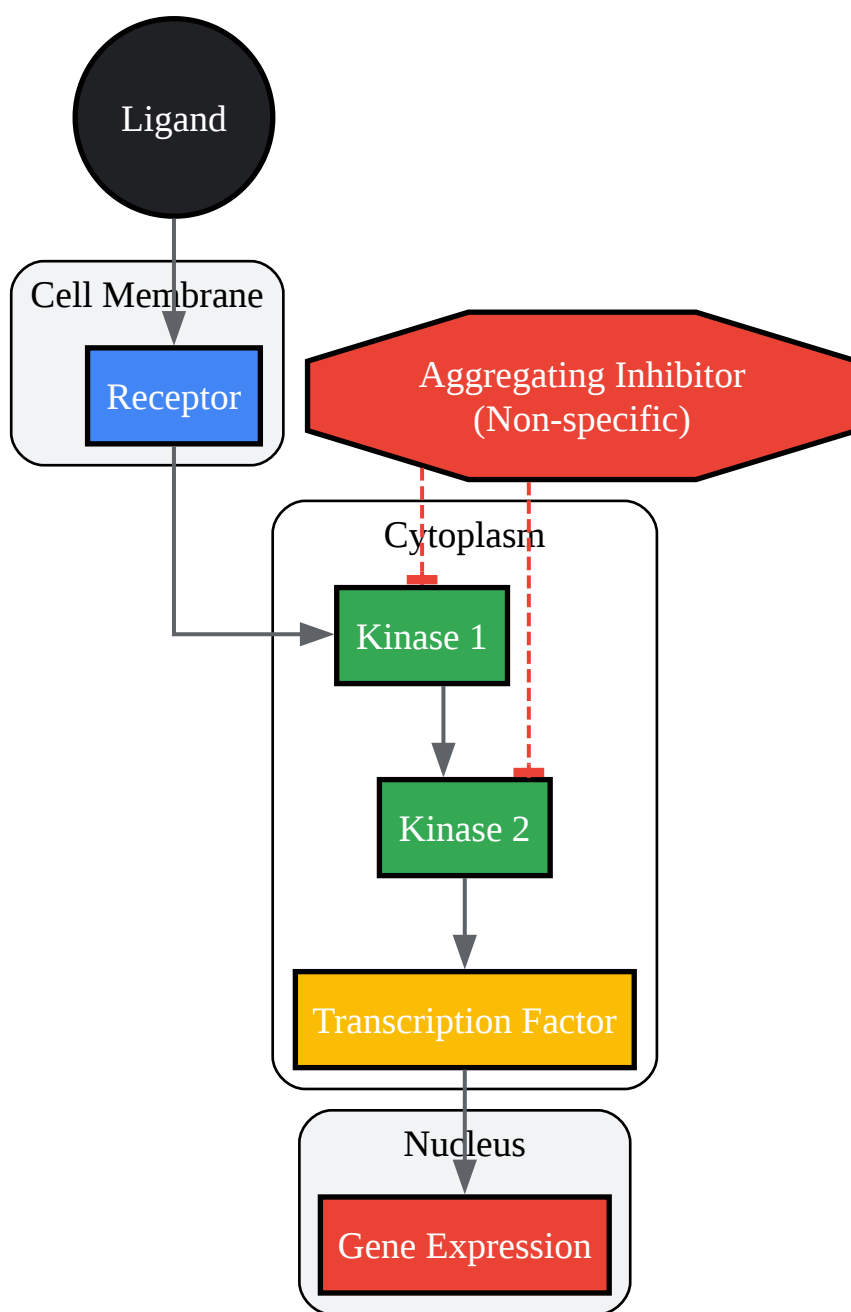 Ligand
Cell Membrane
Receptor
Aggregating Inhibitor
(Non-specific)
Cytoplasm
Kinase 1
Kinase 2
Transcription Factor
Nucleus
Gene Expression